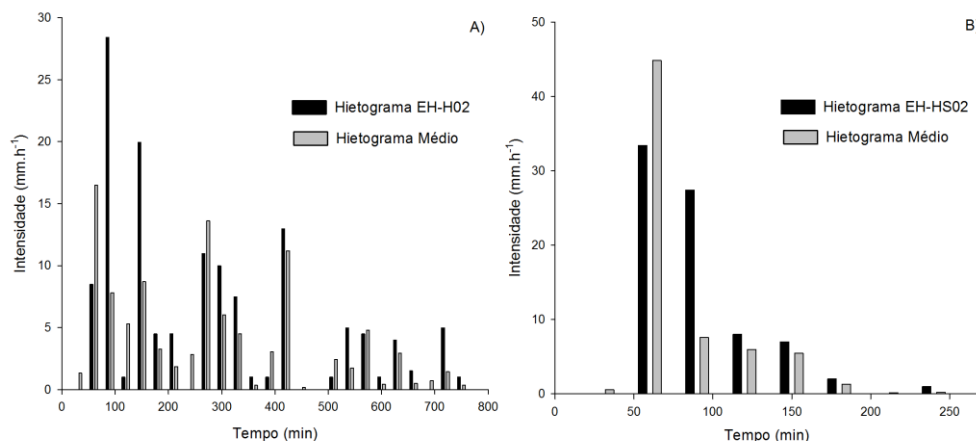 A)
30
25
20
15
10
5
0
Intensidade (mm.h⁻¹)
Hietograma EH-H02
Hietograma Médio
0 100 200 300 400 500 600 700 800
Tempo (min)
B
50
40
30
20
10
0
Intensidade (mm.h⁻¹)
Hietograma EH-HS02
Hietograma Médio
0 50 100 150 200 250
Tempo (min)